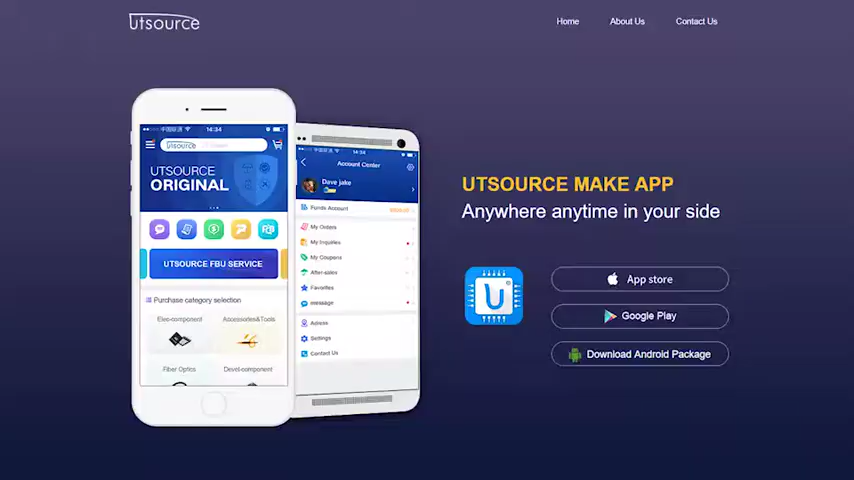 utsource
Home
About Us
Contact Us
14:34
utsource
UTSOURCE
ORIGINAL
UTSOURCE FBU SERVICE
Purchase category selection
Elec-component
Accessories&Tools
Fiber Optics
Devel-component
14:34
Account Center
Dave jake
Funds Account
My Orders
My Inquiries
My Coupons
After-sales
Favorites
message
Adress
Settings
Contact Us
UTSOURCE MAKE APP
Anywhere anytime in your side
U
App store
Google Play
Download Android Package